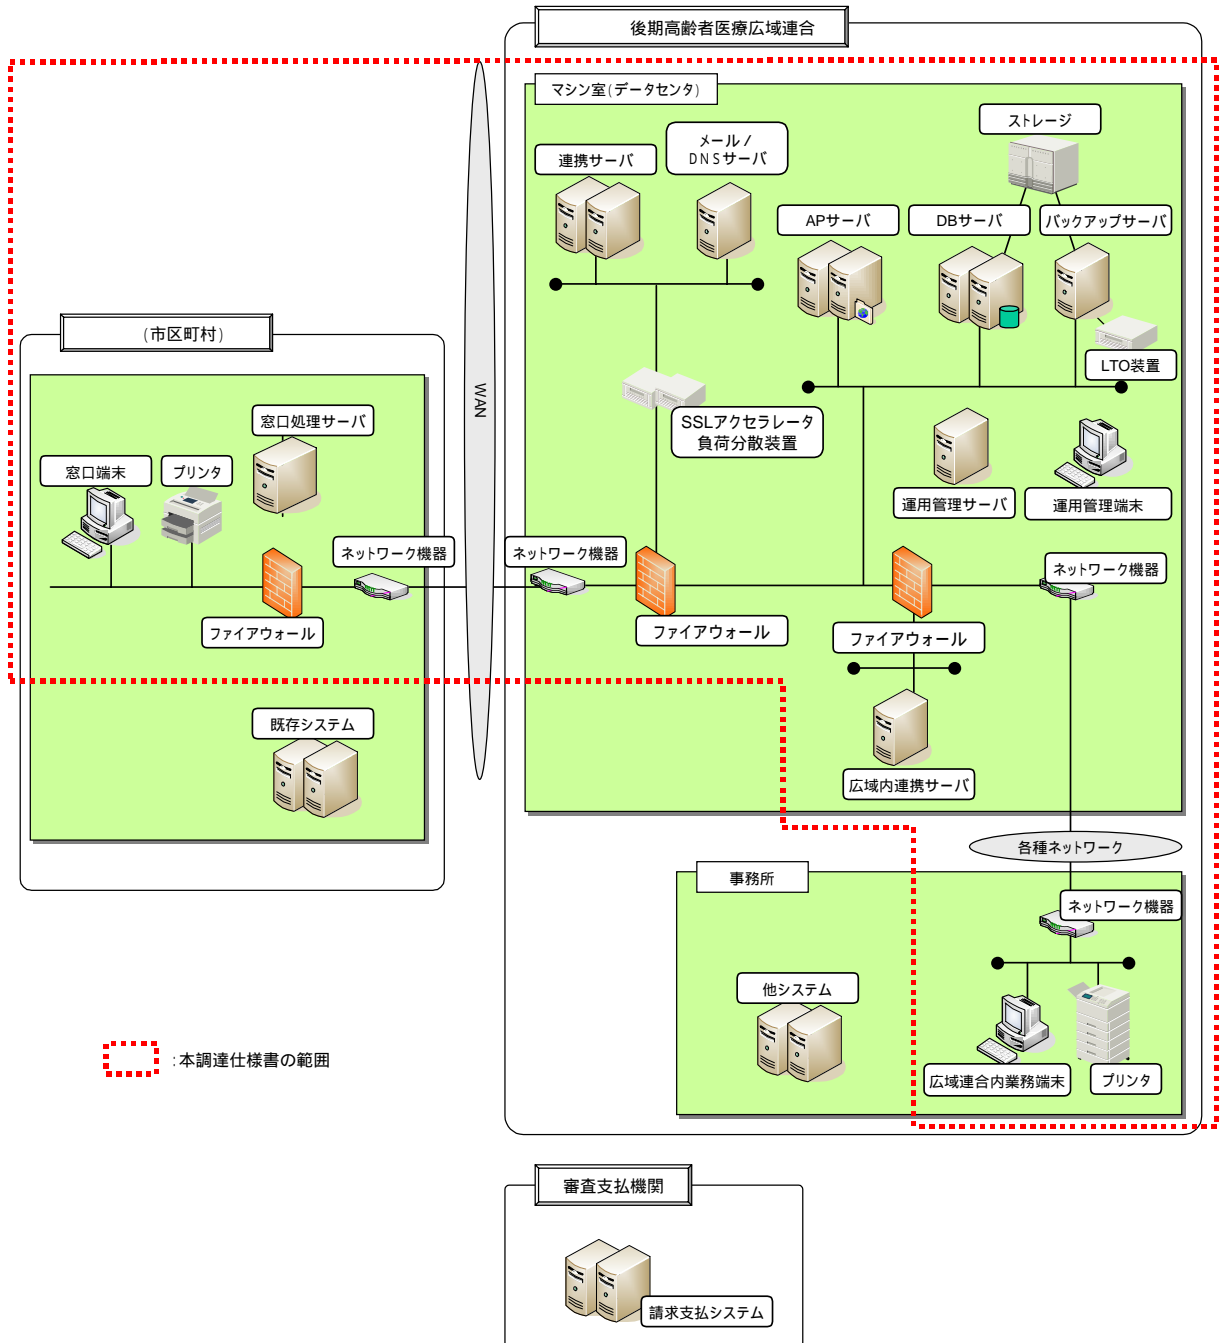 後期高齢者医療広域連合
マシン室(データセンタ)
ストレージ
連携サーバ
メール /
DNSサーバ
APサーバ
DBサーバ
バックアップサーバ
LTO装置
(市区町村)
WAN
SSLアクセラレータ
負荷分散装置
窓口処理サーバ
窓口端末
プリンタ
運用管理サーバ
運用管理端末
ネットワーク機器
ネットワーク機器
ネットワーク機器
ファイアウォール
ファイアウォール
ファイアウォール
既存システム
広域内連携サーバ
各種ネットワーク
事務所
ネットワーク機器
他システム
広域連合内業務端末
プリンタ
:本調達仕様書の範囲
審査支払機関
請求支払システム